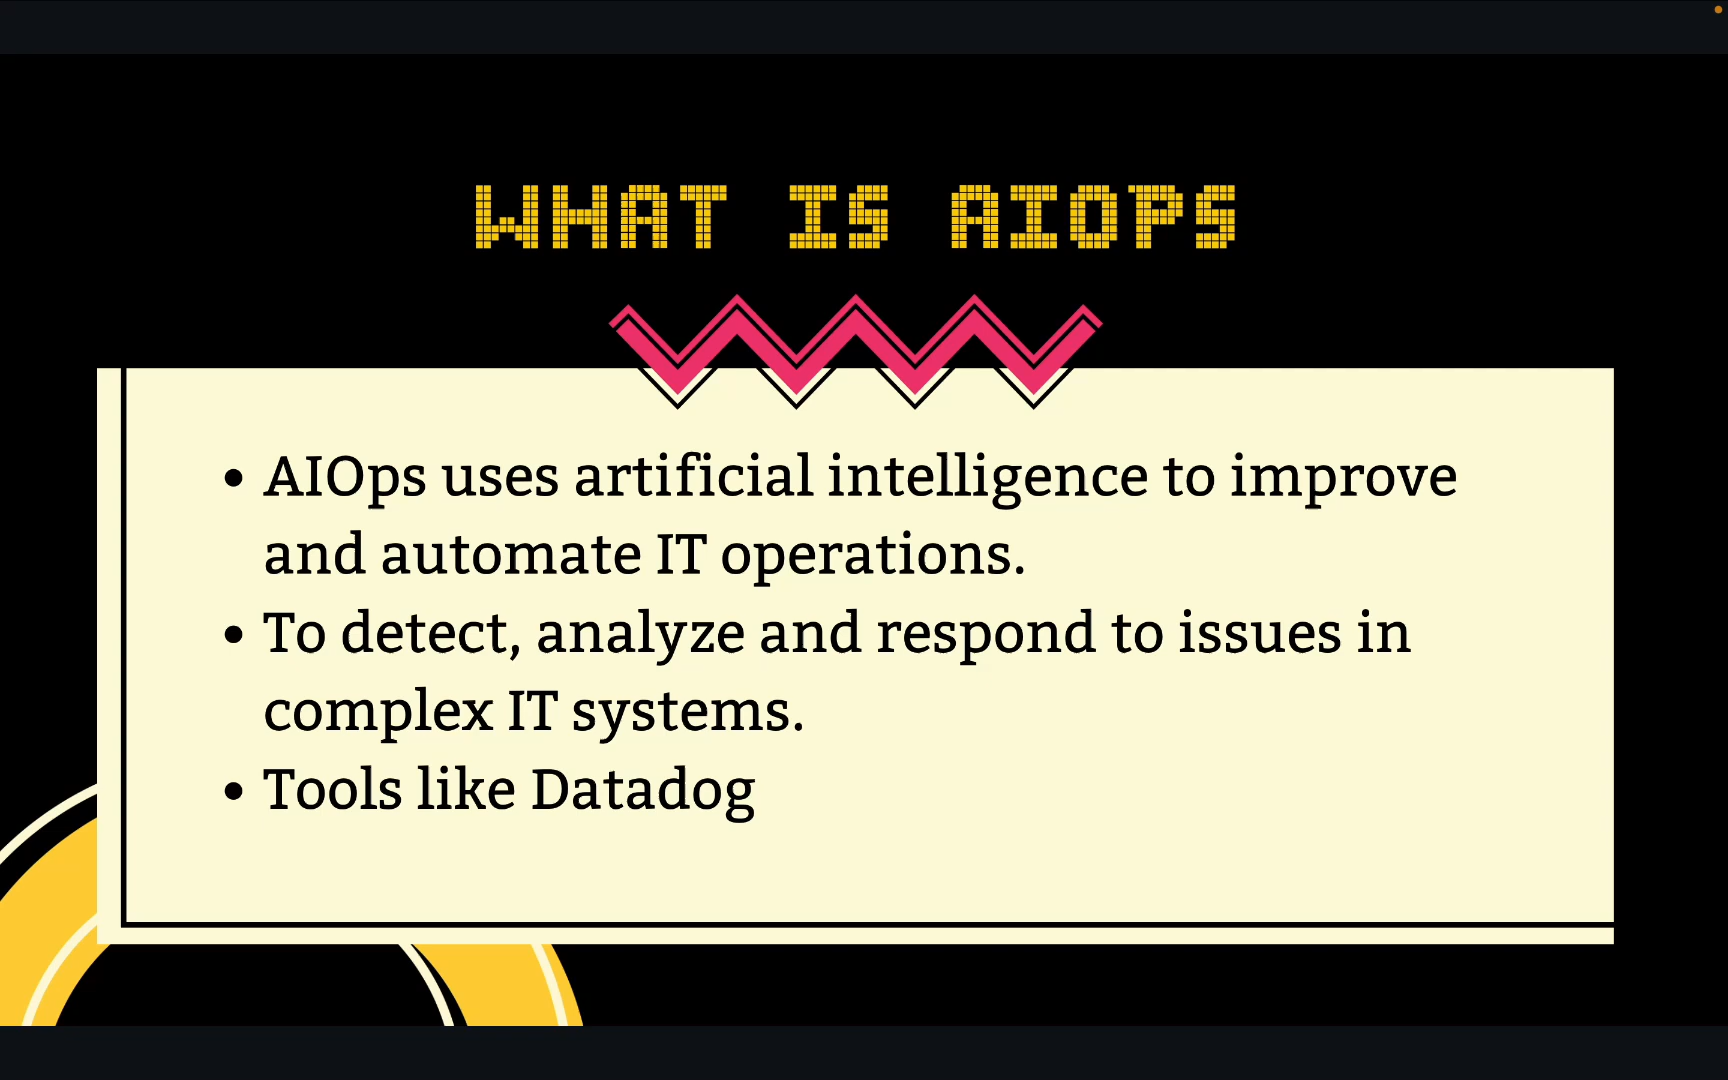 WHAT IS AIOPS
• AIOps uses artificial intelligence to improve
and automate IT operations.
• To detect, analyze and respond to issues in
complex IT systems.
• Tools like Datadog